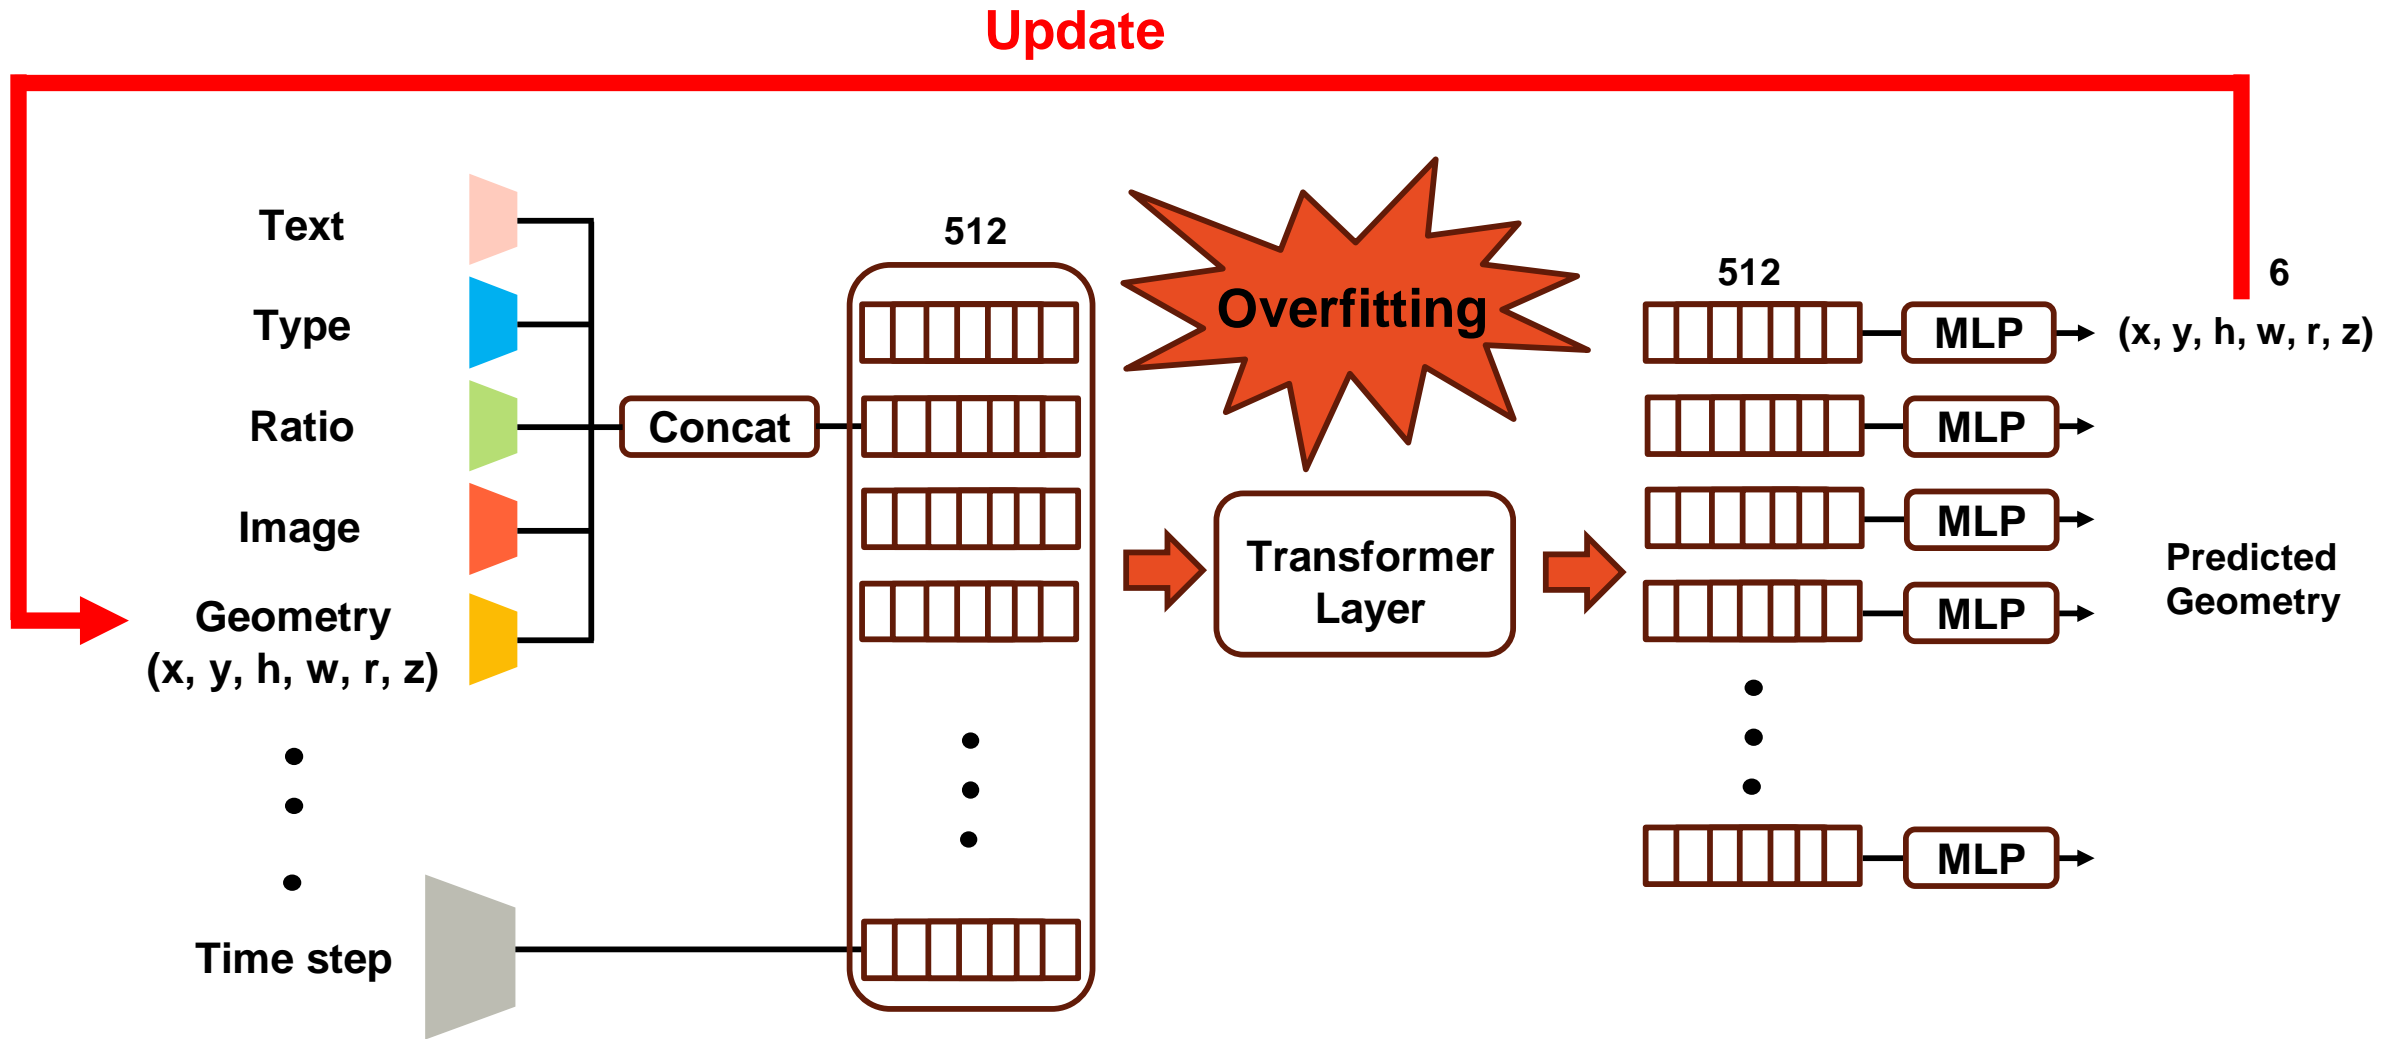 Update
Text
Type
Ratio
Image
Geometry
(x, y, h, w, r, z)
Time step
Concat
512
Overfitting
Transformer
Layer
512
MLP
MLP
MLP
MLP
MLP
6
(x, y, h, w, r, z)
Predicted
Geometry